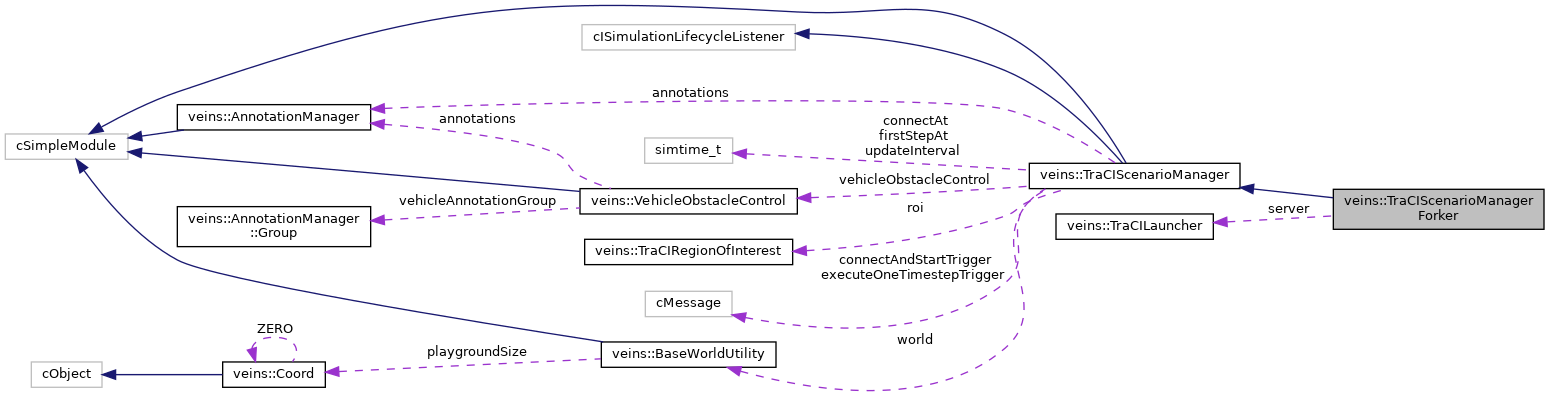 cISimulationLifecycleListener
annotations
veins::AnnotationManager
annotations
cSimpleModule
connectAt
firstStepAt
updateInterval
simtime_t
veins::TraCIScenarioManager
vehicleObstacleControl
veins::VehicleObstacleControl
vehicleAnnotationGroup
veins::AnnotationManager
::Group
roi
server
veins::TraCIScenarioManager
Forker
veins::TraCILauncher
veins::TraCIRegionOfInterest
connectAndStartTrigger
executeOneTimestepTrigger
cMessage
ZERO
world
playgroundSize
veins::BaseWorldUtility
cObject
veins::Coord